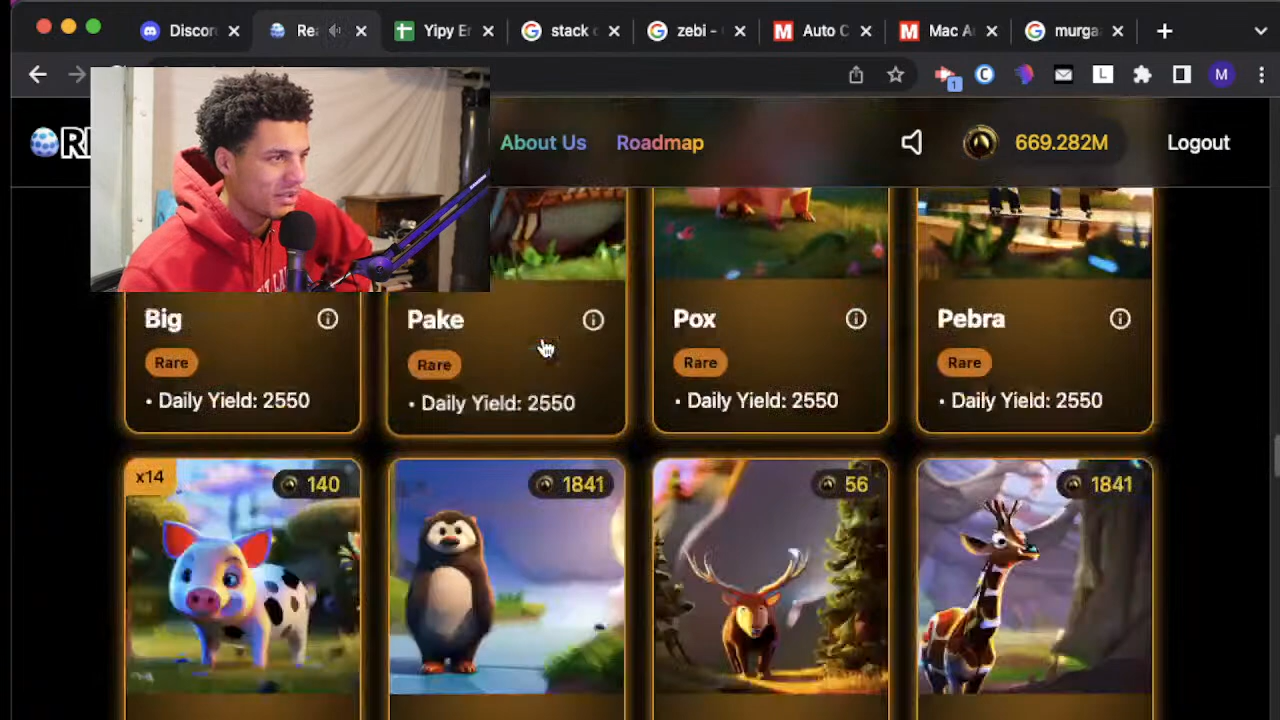 Discor
Re
Yipy Er
stack
zebi -
Auto C
Mac A
murga
1
C
L
M
About Us
Roadmap
669.282M
Logout
Big
Pake
Pox
Pebra
Rare
Rare
Rare
Rare
• Daily Yield: 2550
• Daily Yield: 2550
• Daily Yield: 2550
• Daily Yield: 2550
x14
140
1841
56
1841